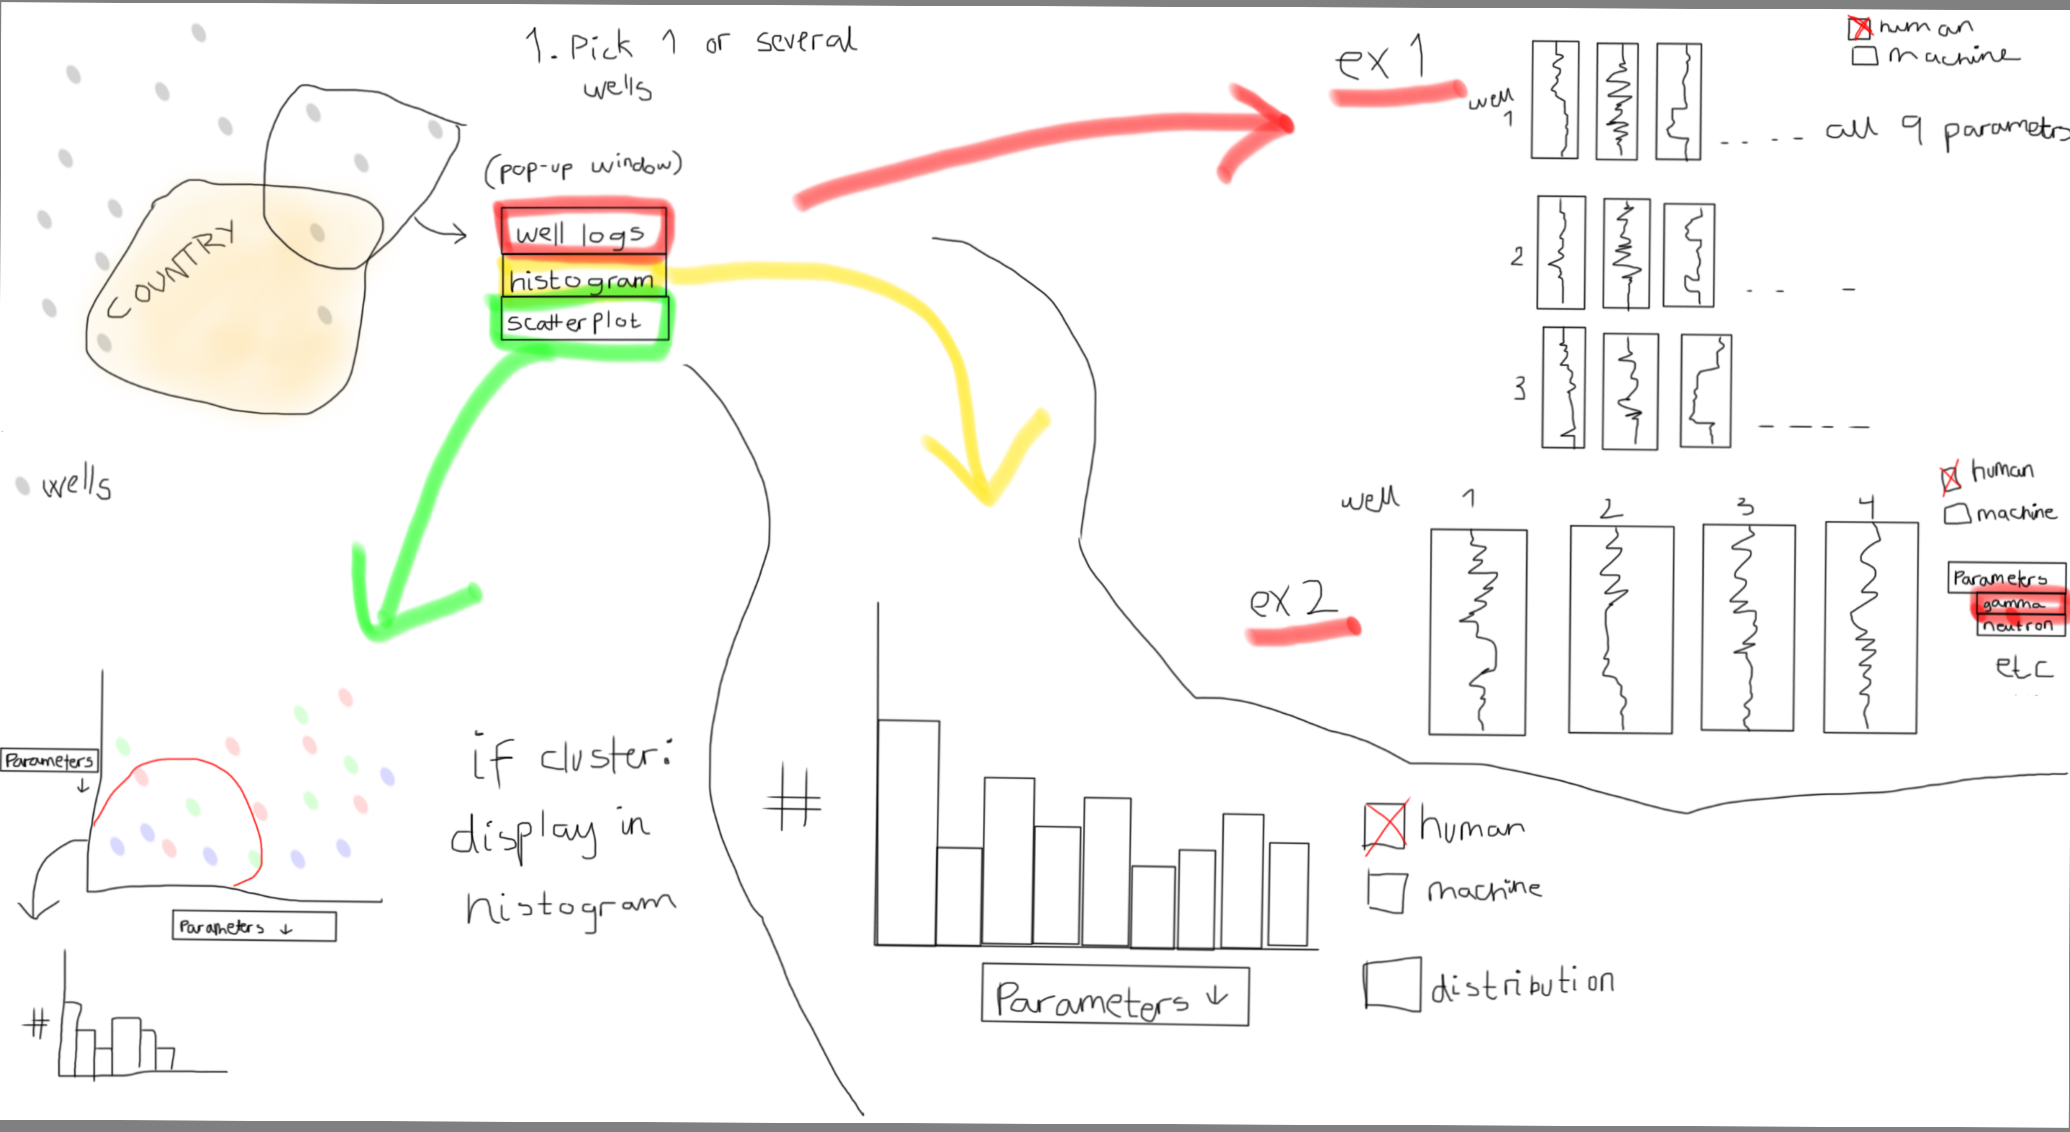 1. Pick 1 or several
wells
(pop-up window)
well logs
histogram
scatterplot
COUNTRY
wells
ex 1
human
machine
well
1
.... all 9 parametrs
2
3
well 1 2 3 4
human
machine
ex 2
Parameters
gamma
neutron
etc
Parameters
↓
Parameters ↓
if cluster:
display in
histogram
#
#
Parameters ↓
human
machine
distribution